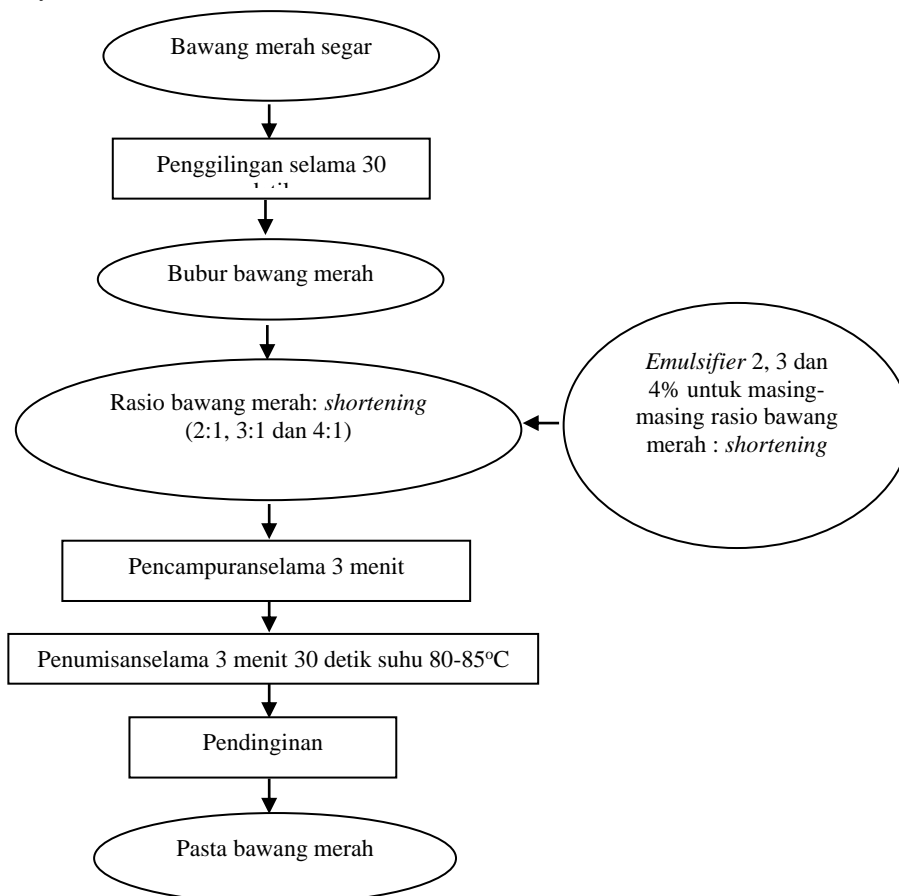 Bawang merah segar
Penggilingan selama 30
Bubur bawang merah
Rasio bawang merah: shortening
(2:1, 3:1 dan 4:1)
Emulsifier 2, 3 dan
4% untuk masing-
masing rasio bawang
merah : shortening
Pencampuranselama 3 menit
Penumisanselama 3 menit 30 detik suhu 80-85°C
Pendinginan
Pasta bawang merah